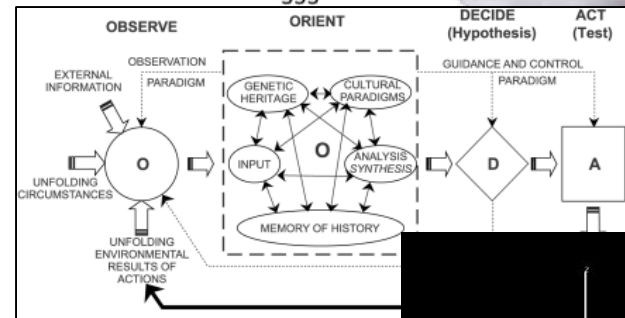 OBSERVE
ORIENT
DECIDE
(Hypothesis)
ACT
(Test)
EXTERNAL
INFORMATION
OBSERVATION
PARADIGM
GENETIC
HERITAGE
CULTURAL
PARADIGMS
GUIDANCE AND CONTROL
PARADIGM
O
UNFOLDING
CIRCUMSTANCES
INPUT
O
ANALYSIS
SYNTHESIS
D
A
MEMORY OF HISTORY
UNFOLDING
ENVIRONMENTAL
RESULTS OF
ACTIONS